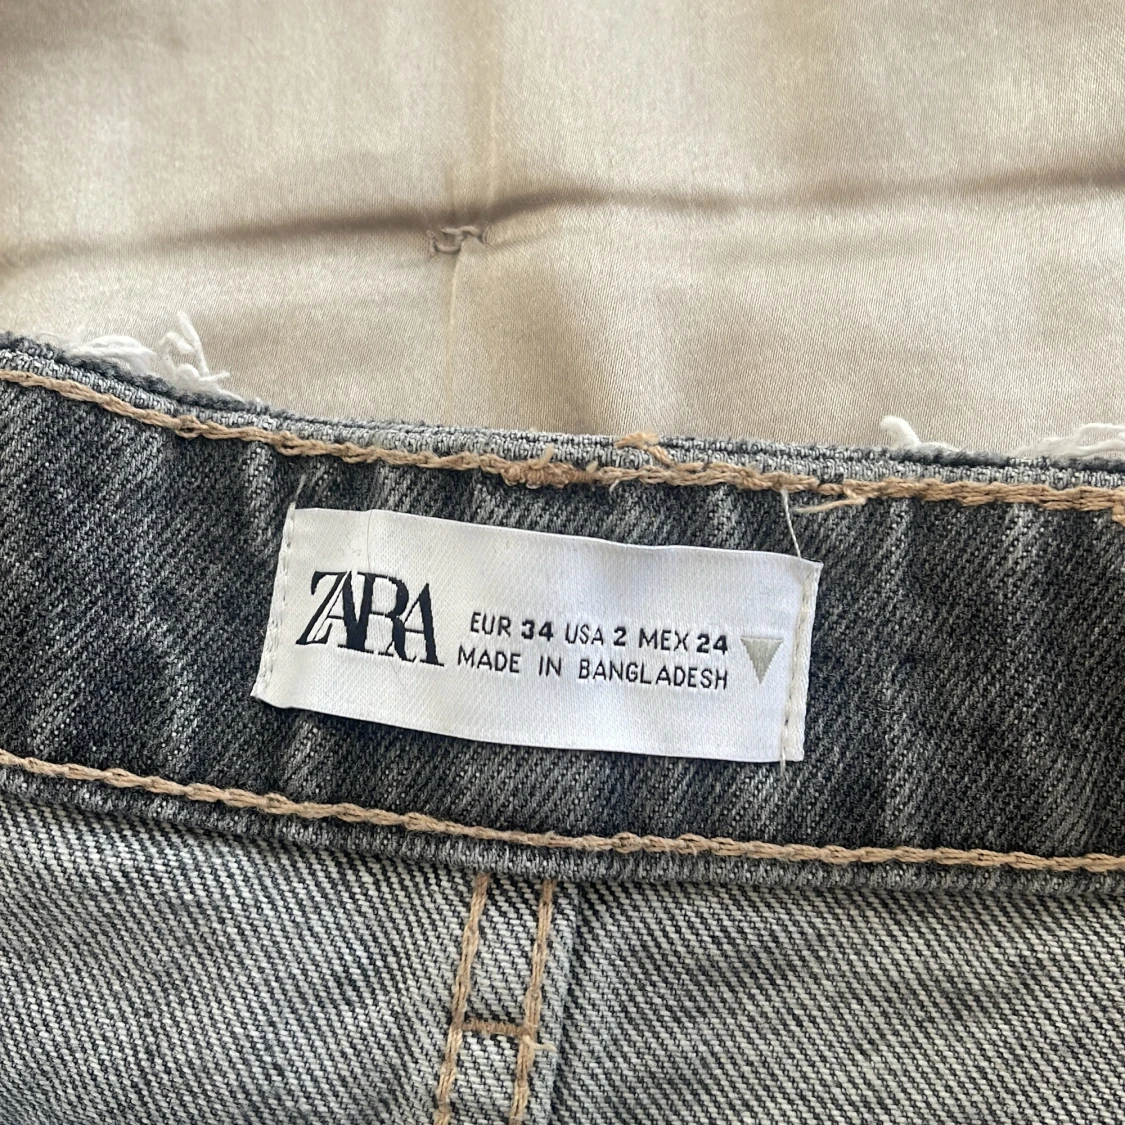 ZARA
EUR 34 USA 2 MEX 24
MADE IN BANGLADESH